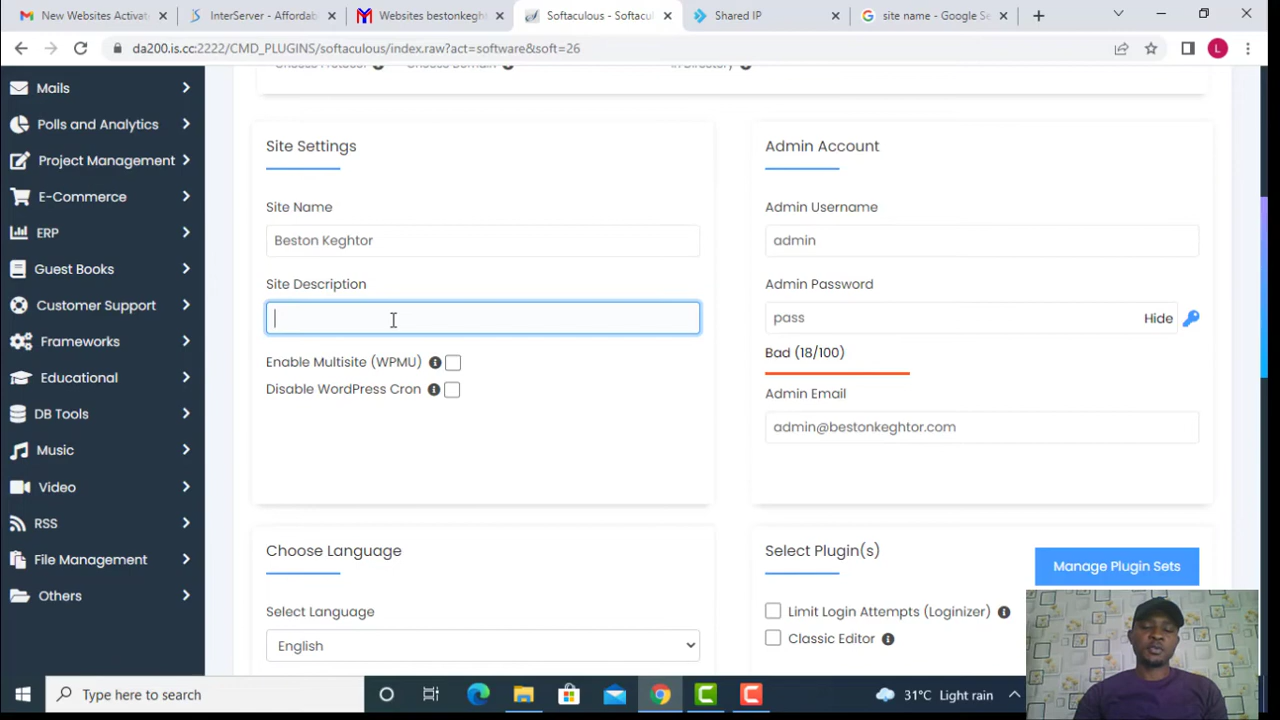 New Websites Activat
InterServer - Affordab
Websites bestonkeght
Softaculous - Softacul
Shared IP
site name - Google Se
da200.is.cc:2222/CMD_PLUGINS/softaculous/index.raw?act=software&soft=26
L
Mails
Polls and Analytics
Project Management
E-Commerce
ERP
Guest Books
Customer Support
Frameworks
Educational
DB Tools
Music
Video
RSS
File Management
Others
Choose Protocol
Choose Domain
In Directory
Site Settings
Site Name
Beston Keghtor
Site Description
Enable Multisite (WPMU)
Disable WordPress Cron
Admin Account
Admin Username
admin
Admin Password
pass
Hide
Bad (18/100)
Admin Email
admin@bestonkeghtor.com
Choose Language
Select Language
English
Select Plugin(s)
Manage Plugin Sets
Limit Login Attempts (Loginizer)
Classic Editor
Type here to search
31°C Light rain